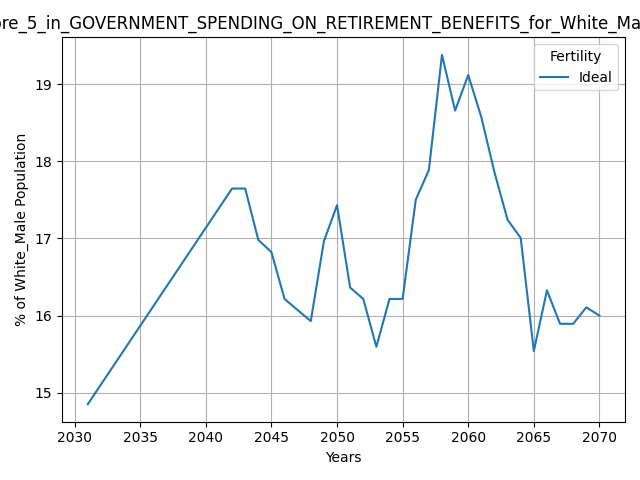 ore_5_in_GOVERNMENT_SPENDING_ON_RETIREMENT_BENEFITS_for_White_Ma
Fertility
Ideal
19
18
17
16
15
% of White_Male Population
2030
2035
2040
2045
2050
2055
2060
2065
2070
Years